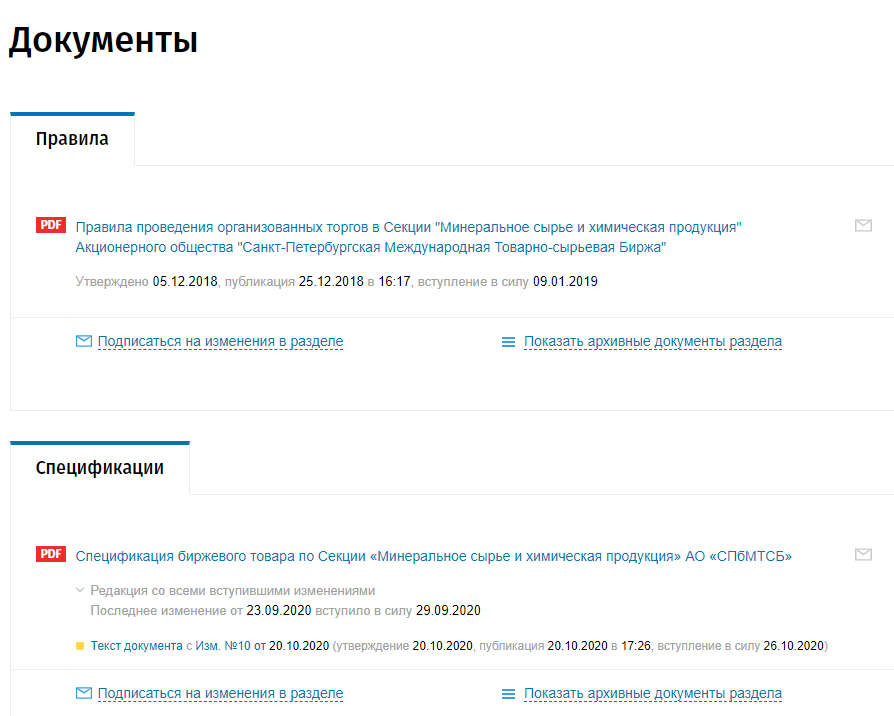 Документы
Правила
PDF Правила проведения организованных торгов в Секции "Минеральное сырье и химическая продукция"
Акционерного общества "Санкт-Петербургская Международная Товарно-сырьевая Биржа"
Утверждено 05.12.2018, публикация 25.12.2018 в 16:17, вступление в силу 09.01.2019
Подписаться на изменения в разделе Показать архивные документы раздела
Спецификации
PDF Спецификация биржевого товара по Секции «Минеральное сырье и химическая продукция» АО «СПбМТСБ»
Редакция со всеми вступившими изменениями
Последнее изменение от 23.09.2020 вступило в силу 29.09.2020
Текст документа с Изм. №10 от 20.10.2020 (утверждение 20.10.2020, публикация 20.10.2020 в 17:26, вступление в силу 26.10.2020)
Подписаться на изменения в разделе Показать архивные документы раздела